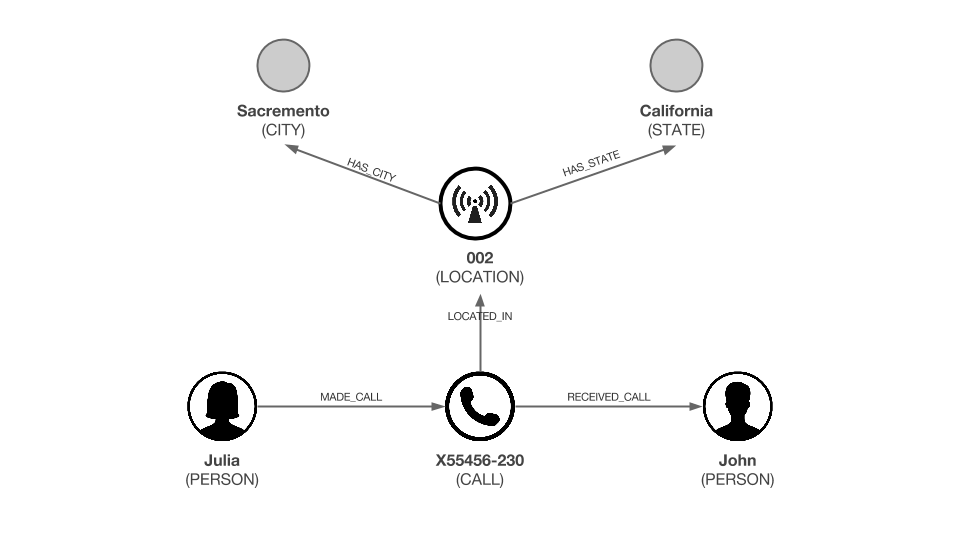 Sacremento
(CITY)
California
(STATE)
HAS_CITY
HAS_STATE
002
(LOCATION)
LOCATED_IN
MADE_CALL
RECEIVED_CALL
Julia
(PERSON)
X55456-230
(CALL)
John
(PERSON)